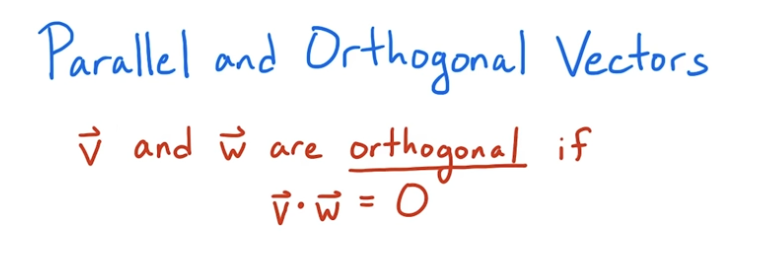 Parallel and Orthogonal Vectors
v⃗ and w⃗ are orthogonal if
v⃗ · w⃗ = 0